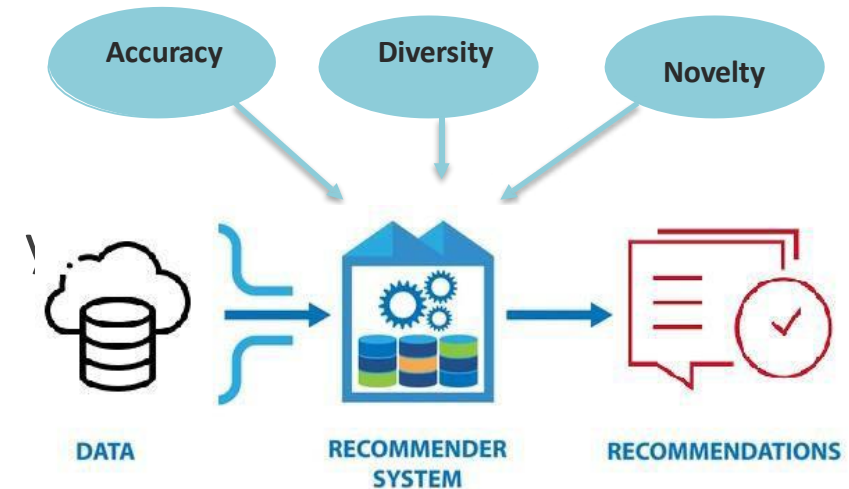 Accuracy
Diversity
Novelty
DATA
RECOMMENDER
SYSTEM
RECOMMENDATIONS